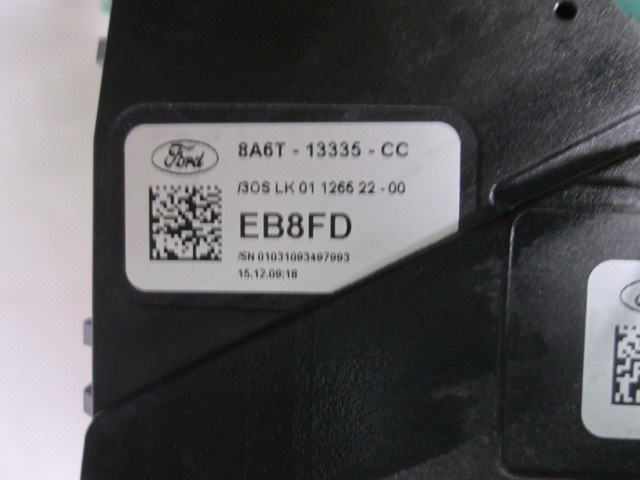 Ford
8A6T - 13335 - CC
/3OS LK 01 1266 22 - 00
EB8FD
/SN 01031093497993
15.12.09:18